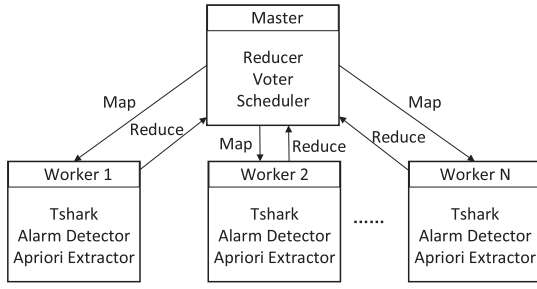 Master
Reducer
Voter
Scheduler
Map
Reduce
Map
Reduce
Map
Reduce
Worker 1
Tshark
Alarm Detector
Apriori Extractor
Worker 2
Tshark
Alarm Detector
Apriori Extractor
......
Worker N
Tshark
Alarm Detector
Apriori Extractor